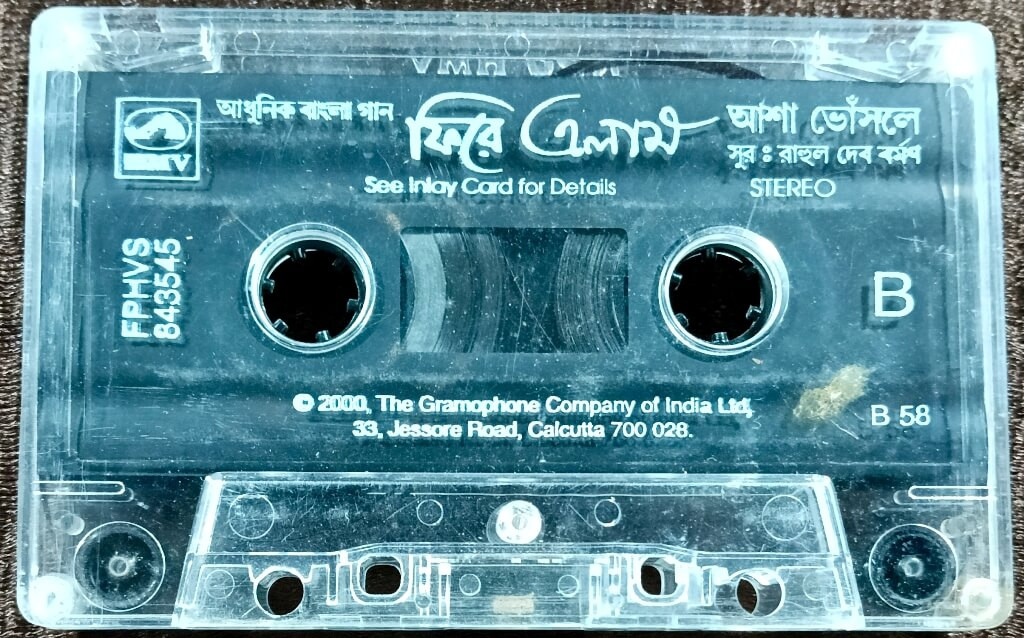 আধুনিক বাংলা গান
ফিরে এলাম
আশা ভোঁসলে
সুর : রাহুল দেব বর্মণ
See Inlay Card for Details
STEREO
FPHVS
843545
B
© 2000, The Gramophone Company of India Ltd,
33, Jessore Road, Calcutta 700 028.
B 58